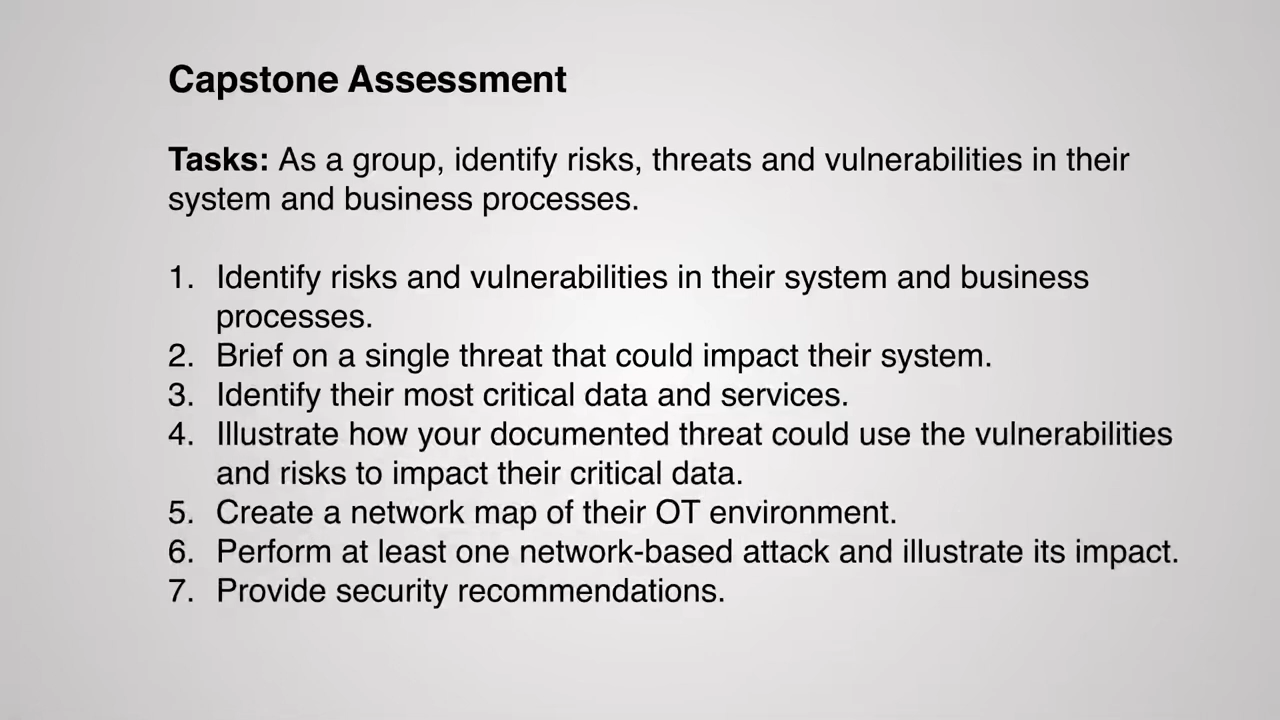 Capstone Assessment
Tasks: As a group, identify risks, threats and vulnerabilities in their
system and business processes.
1. Identify risks and vulnerabilities in their system and business
processes.
2. Brief on a single threat that could impact their system.
3. Identify their most critical data and services.
4. Illustrate how your documented threat could use the vulnerabilities
and risks to impact their critical data.
5. Create a network map of their OT environment.
6. Perform at least one network-based attack and illustrate its impact.
7. Provide security recommendations.